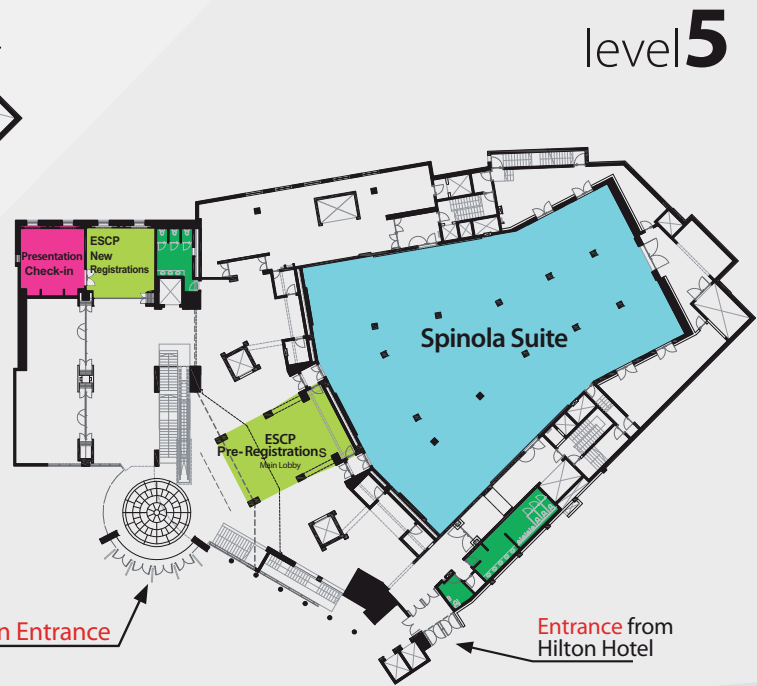 level5
Presentation
Check-in
ESCP
New
Registrations
Spinola Suite
ESCP
Pre-Registrations
Main Lobby
n Entrance
Entrance from
Hilton Hotel